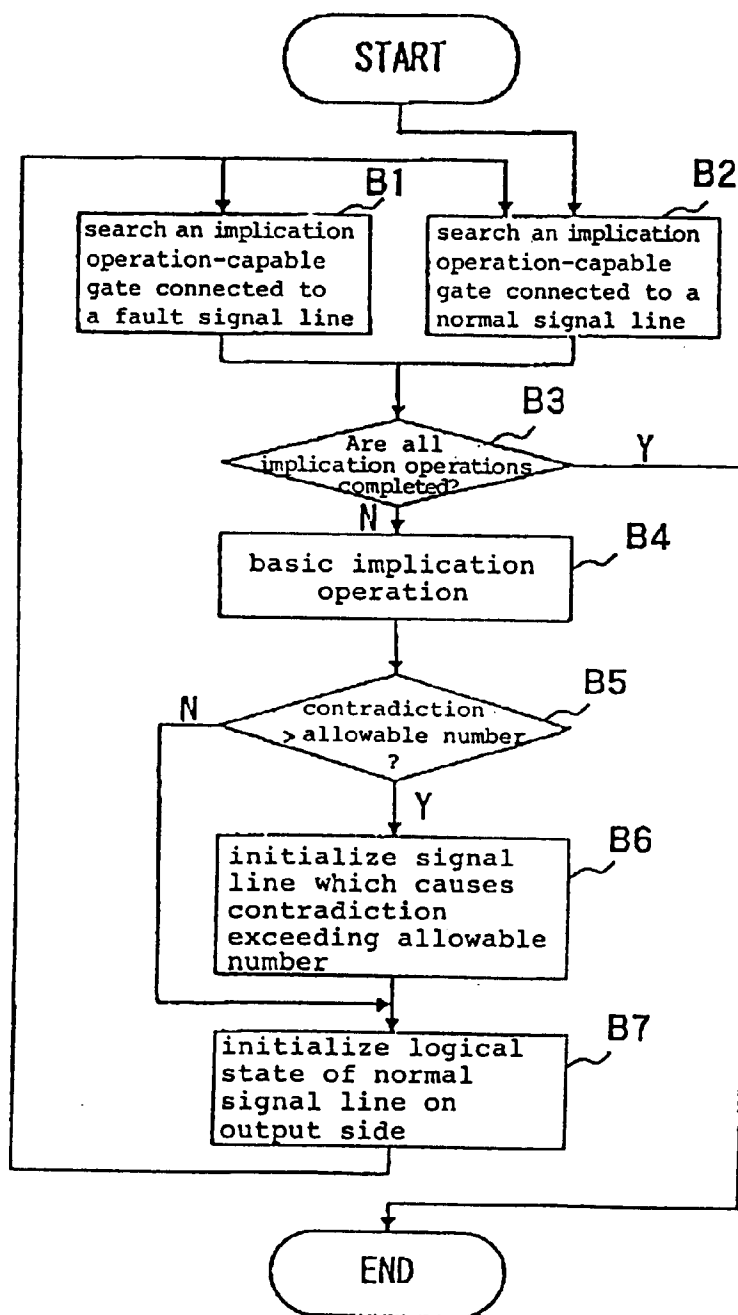 START
B1
search an implication
operation-capable
gate connected to
a fault signal line
B2
search an implication
operation-capable
gate connected to a
normal signal line
B3
Are all
implication operations
completed?
Y
N
B4
basic implication
operation
B5
N
contradiction
> allowable number
?
Y
B6
initialize signal
line which causes
contradiction
exceeding allowable
number
B7
initialize logical
state of normal
signal line on
output side
END